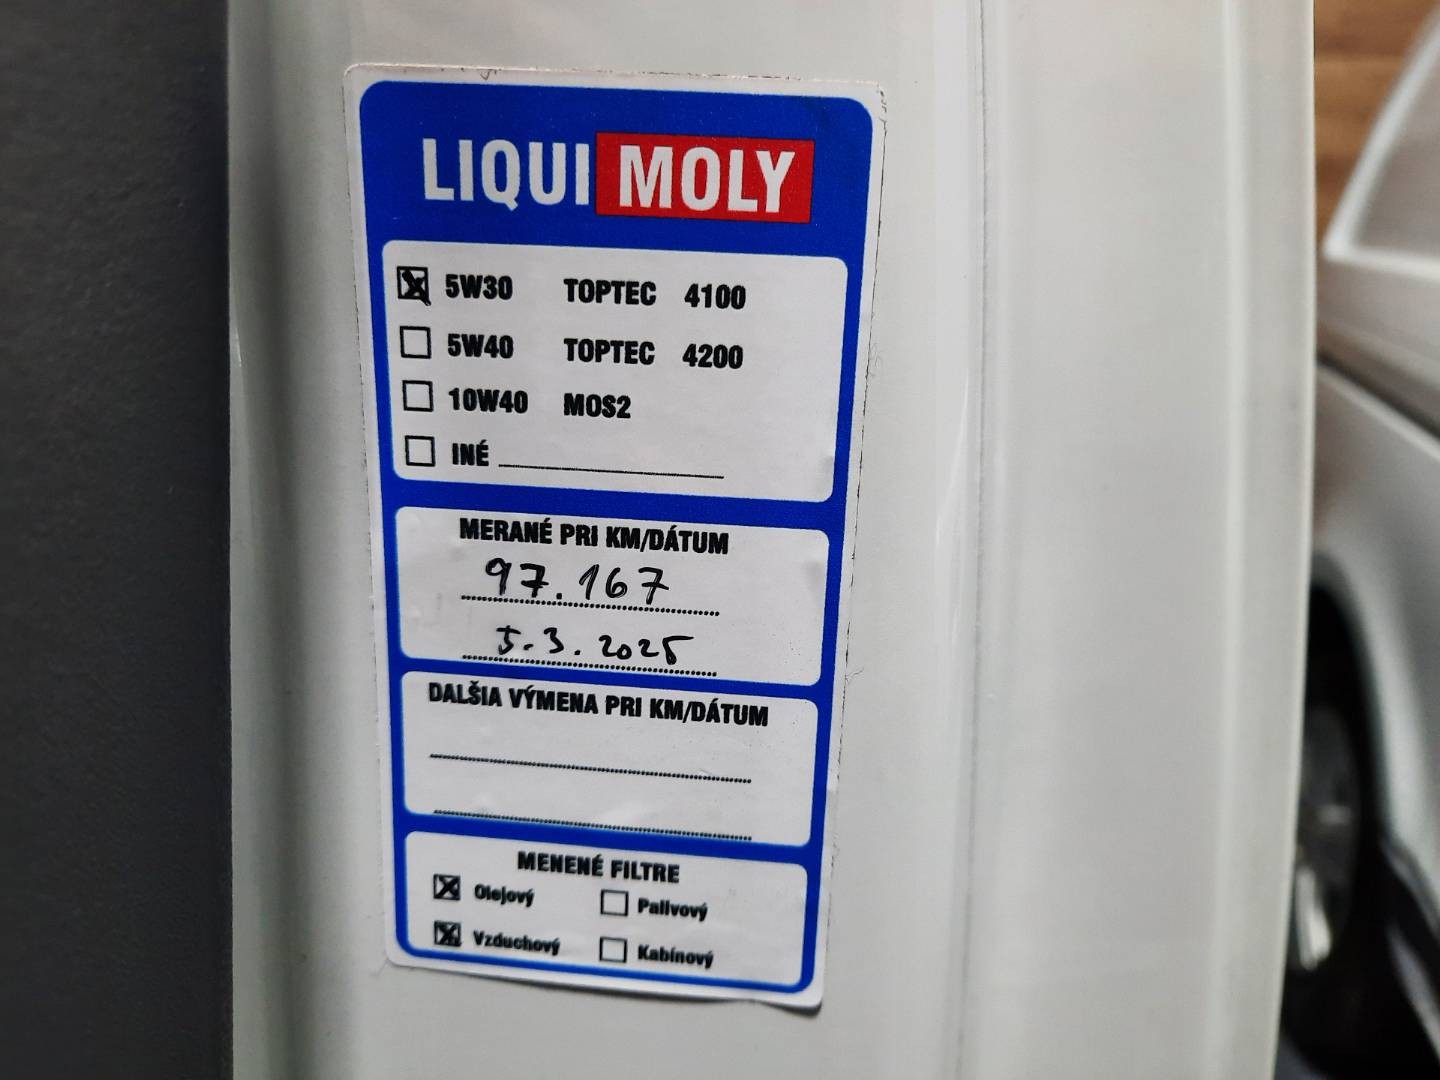 LIQUI MOLY
5W30 TOPTEC 4100
5W40 TOPTEC 4200
10W40 MOS2
INÉ
MERANÉ PRI KM/DÁTUM
97.167
5.3.2025
DALŠIA VÝMENA PRI KM/DÁTUM
MENENÉ FILTRE
Olejový Palivový
Vzduchový Kabínový